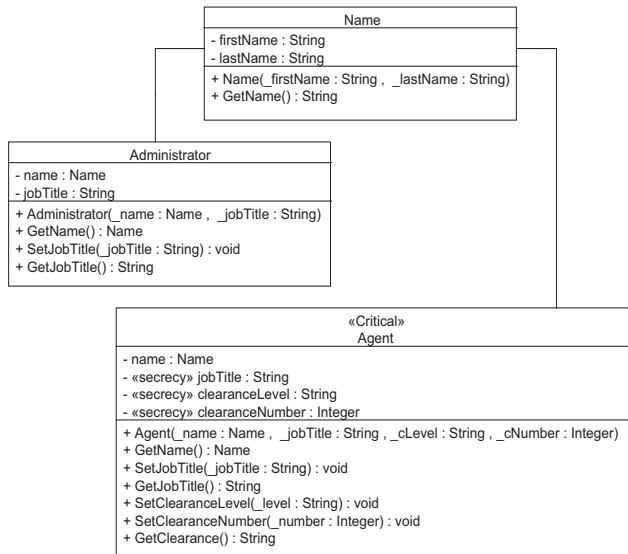 Name
- firstName : String
- lastName : String
+ Name(_firstName : String , _lastName : String)
+ GetName() : String
Administrator
- name : Name
- jobTitle : String
+ Administrator(_name : Name , _jobTitle : String)
+ GetName() : Name
+ SetJobTitle(_jobTitle : String) : void
+ GetJobTitle() : String
«Critical»
Agent
- name : Name
- «secrecy» jobTitle : String
- «secrecy» clearanceLevel : String
- «secrecy» clearanceNumber : Integer
+ Agent(_name : Name , _jobTitle : String , _cLevel : String , _cNumber : Integer)
+ GetName() : Name
+ SetJobTitle(_jobTitle : String) : void
+ GetJobTitle() : String
+ SetClearanceLevel(_level : String) : void
+ SetClearanceNumber(_number : Integer) : void
+ GetClearance() : String